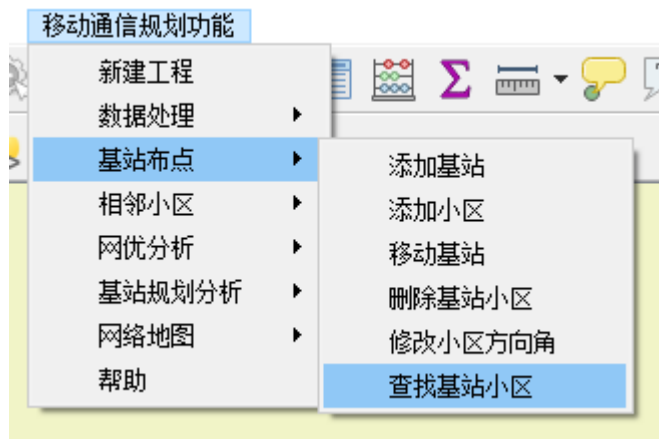 移动通信规划功能
新建工程
数据处理
基站布点
相邻小区
网优分析
基站规划分析
网络地图
帮助
添加基站
添加小区
移动基站
删除基站小区
修改小区方向角
查找基站小区